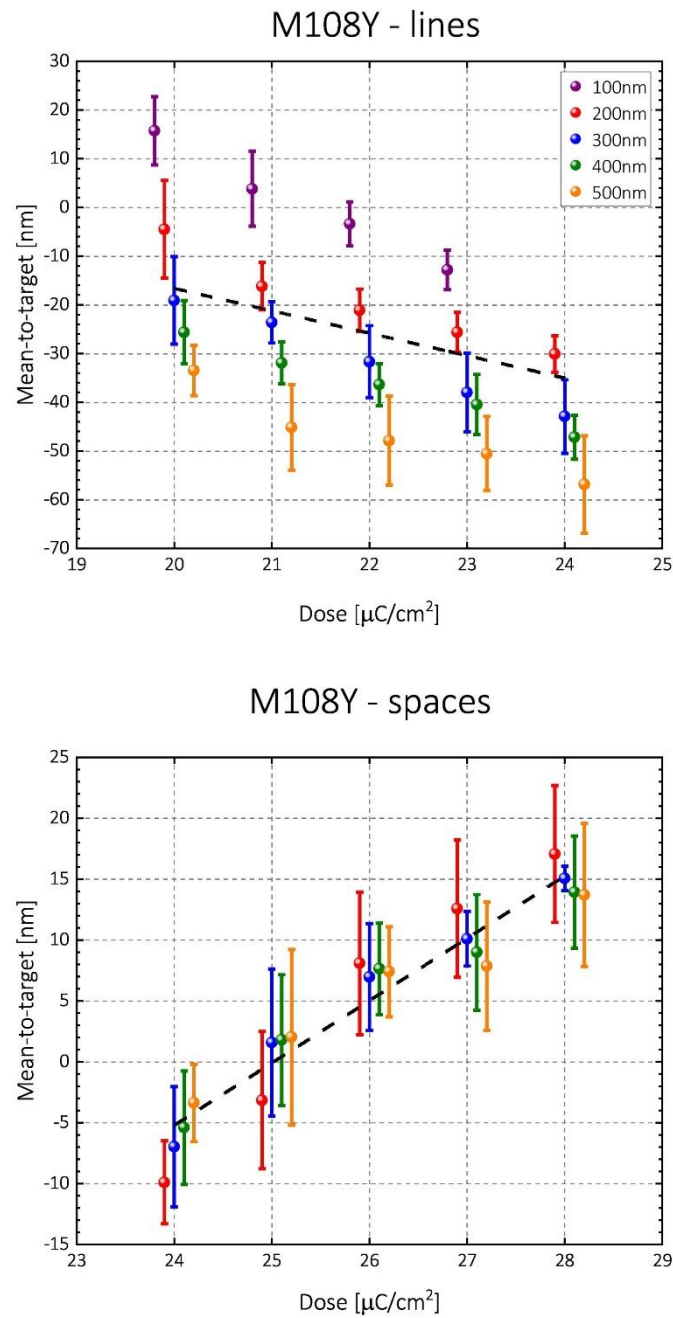 M108Y - lines
30
20
10
0
-10
-20
-30
-40
-50
-60
-70
Mean-to-target [nm]
100nm
200nm
300nm
400nm
500nm
19 20 21 22 23 24 25
Dose [μC/cm²]
M108Y - spaces
25
20
15
10
5
0
-5
-10
-15
Mean-to-target [nm]
23 24 25 26 27 28 29
Dose [μC/cm²]